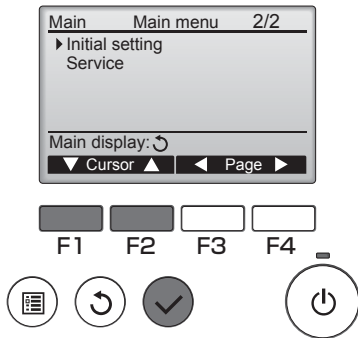 Main Main menu 2/2
Initial setting
Service
Main display:
Cursor Page
F1 F2 F3 F4